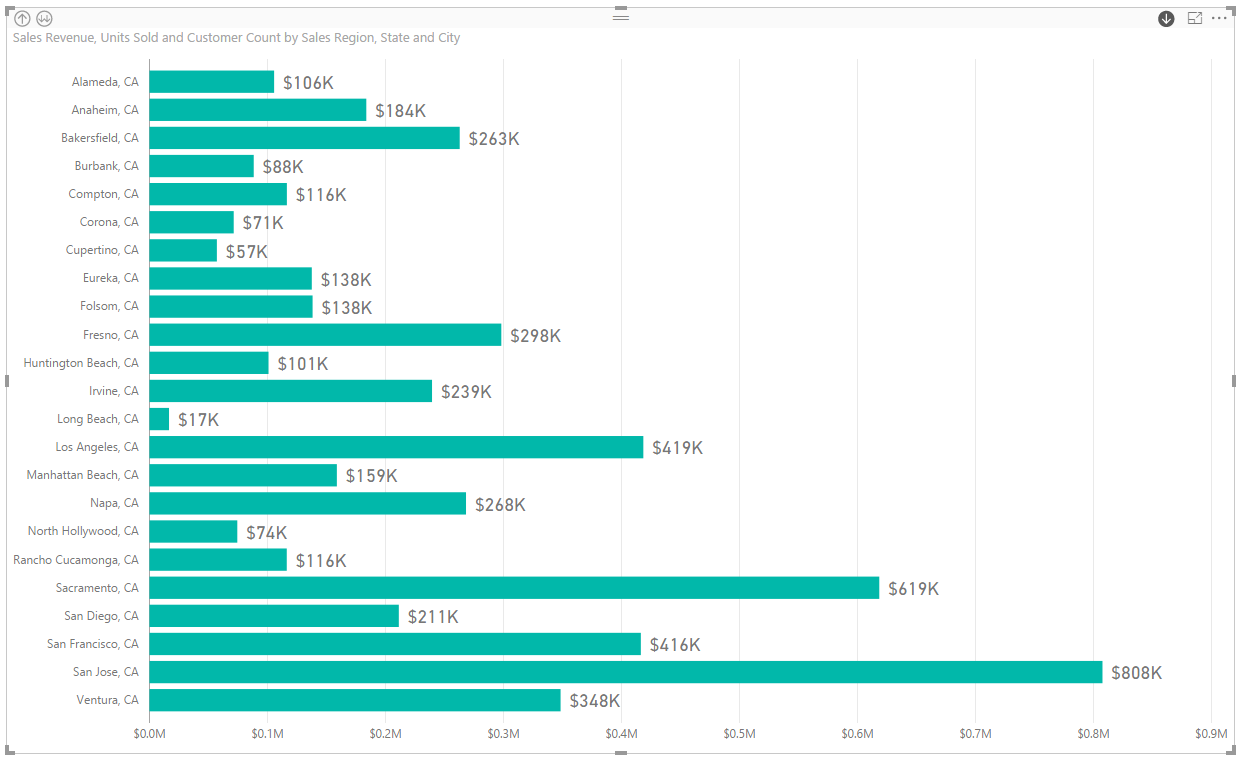 Sales Revenue, Units Sold and Customer Count by Sales Region, State and City
Alameda, CA $106K
Anaheim, CA $184K
Bakersfield, CA $263K
Burbank, CA $88K
Compton, CA $116K
Corona, CA $71K
Cupertino, CA $57K
Eureka, CA $138K
Folsom, CA $138K
Fresno, CA $298K
Huntington Beach, CA $101K
Irvine, CA $239K
Long Beach, CA $17K
Los Angeles, CA $419K
Manhattan Beach, CA $159K
Napa, CA $268K
North Hollywood, CA $74K
Rancho Cucamonga, CA $116K
Sacramento, CA $619K
San Diego, CA $211K
San Francisco, CA $416K
San Jose, CA $808K
Ventura, CA $348K
$0.0M $0.1M $0.2M $0.3M $0.4M $0.5M $0.6M $0.7M $0.8M $0.9M